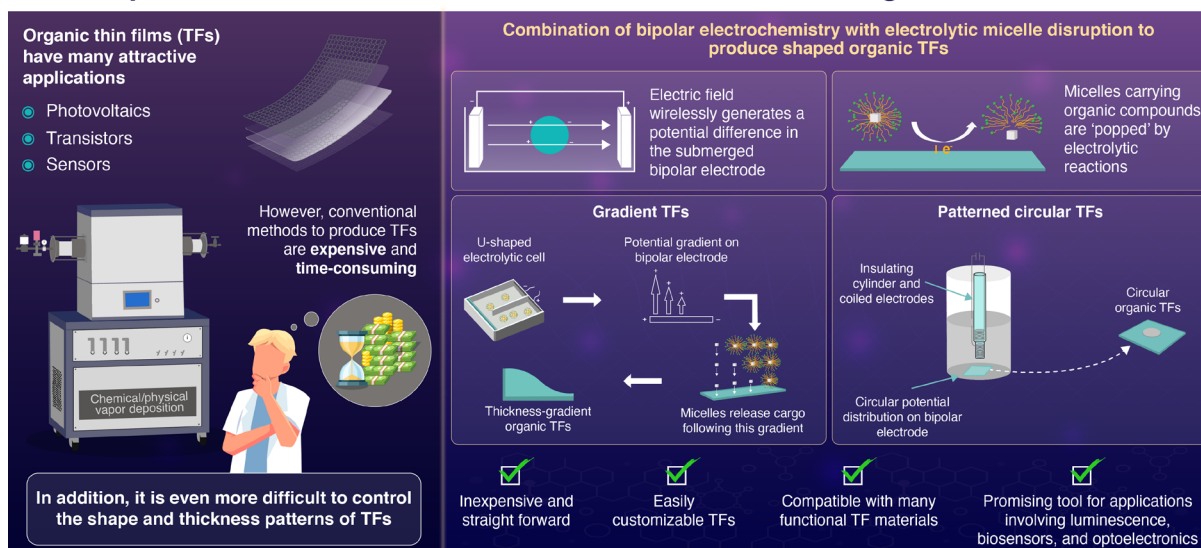 Organic thin films (TFs)
have many attractive
applications
Photovoltaics
Transistors
Sensors
However, conventional
methods to produce TFs
are expensive and
time-consuming
Chemical/physical
vapor deposition
In addition, it is even more difficult to control
the shape and thickness patterns of TFs
Combination of bipolar electrochemistry with electrolytic micelle disruption to
produce shaped organic TFs
Electric field
wirelessly generates a
potential difference in
the submerged
bipolar electrode
Micelles carrying
organic compounds
are ‘popped’ by
electrolytic
reactions
e-
Gradient TFs
U-shaped
electrolytic cell
Potential gradient on
bipolar electrode
Thickness-gradient
organic TFs
Micelles release cargo
following this gradient
Patterned circular TFs
Insulating
cylinder and
coiled electrodes
Circular
organic TFs
Circular potential
distribution on bipolar
electrode
Inexpensive and
straight forward
Easily
customizable TFs
Compatible with many
functional TF materials
Promising tool for applications
involving luminescence,
biosensors, and optoelectronics